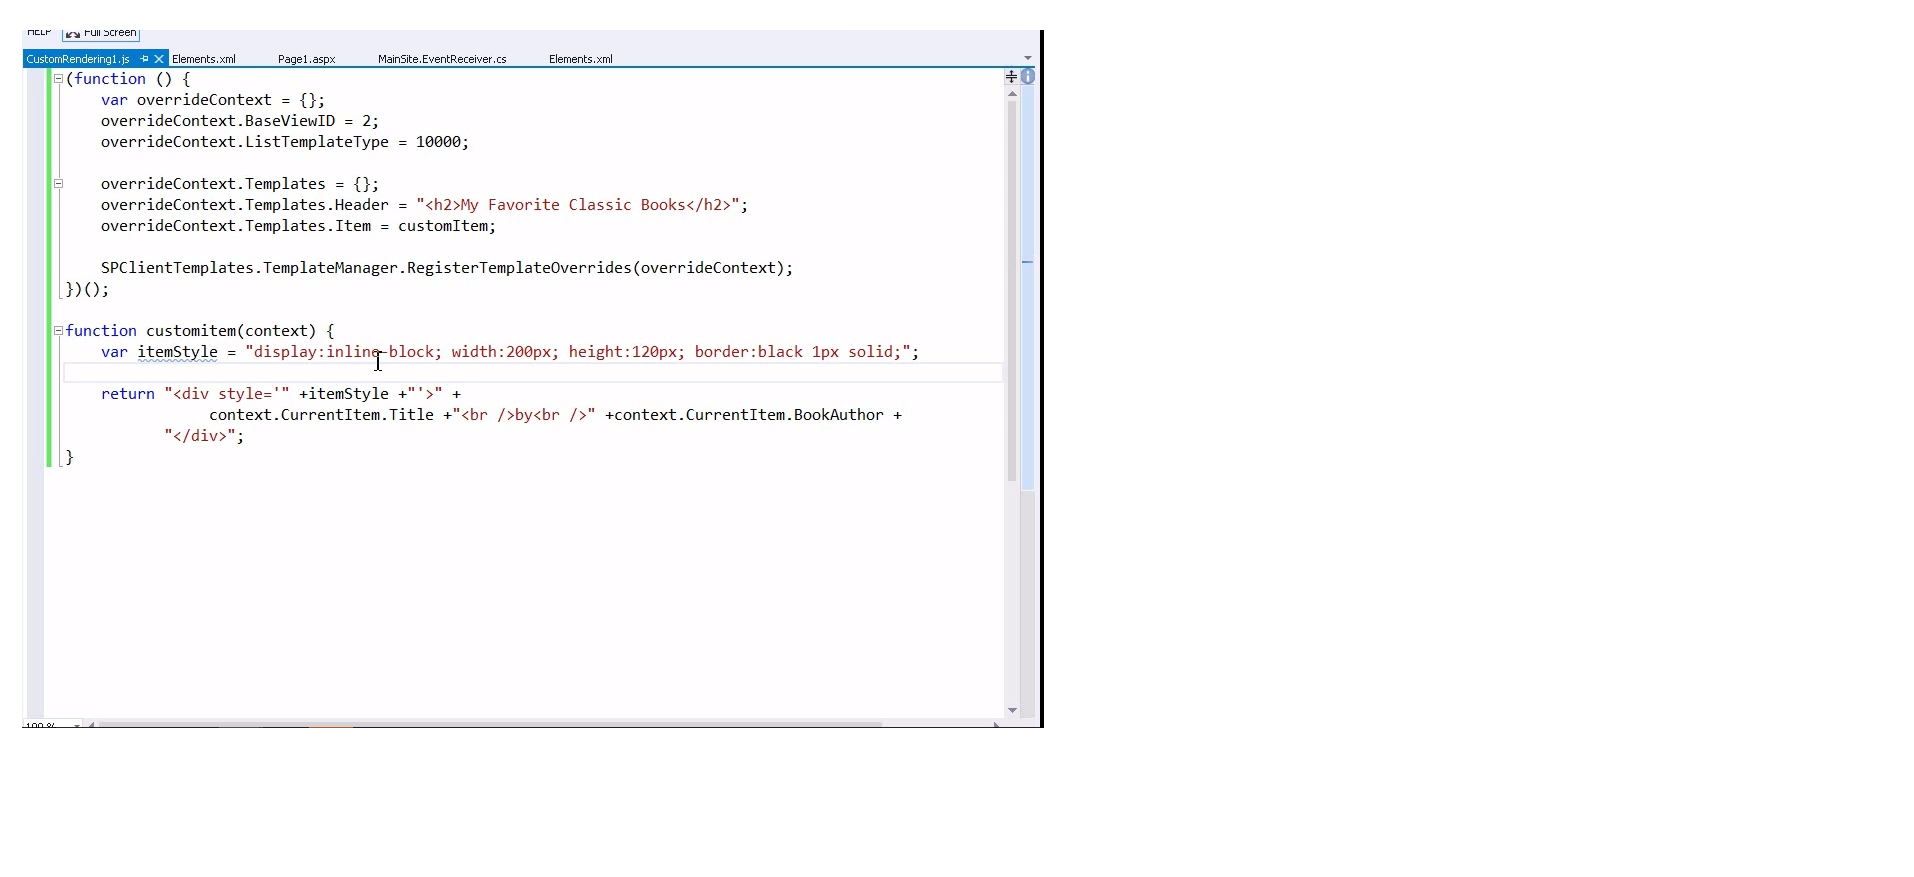 HELP Full Screen
CustomRendering1.js Elements.xml Page1.aspx MainSite.EventReceiver.cs Elements.xml
(function () {
var overrideContext = {};
overrideContext.BaseViewID = 2;
overrideContext.ListTemplateType = 10000;
overrideContext.Templates = {};
overrideContext.Templates.Header = "<h2>My Favorite Classic Books</h2>";
overrideContext.Templates.Item = customItem;
SPClientTemplates.TemplateManager.RegisterTemplateOverrides(overrideContext);
})();
function customitem(context) {
var itemStyle = "display:inline-block; width:200px; height:120px; border:black 1px solid;";
return "<div style='" +itemStyle +"'>" +
context.CurrentItem.Title +"<br />by<br />" +context.CurrentItem.BookAuthor +
"</div>";
}
100 %